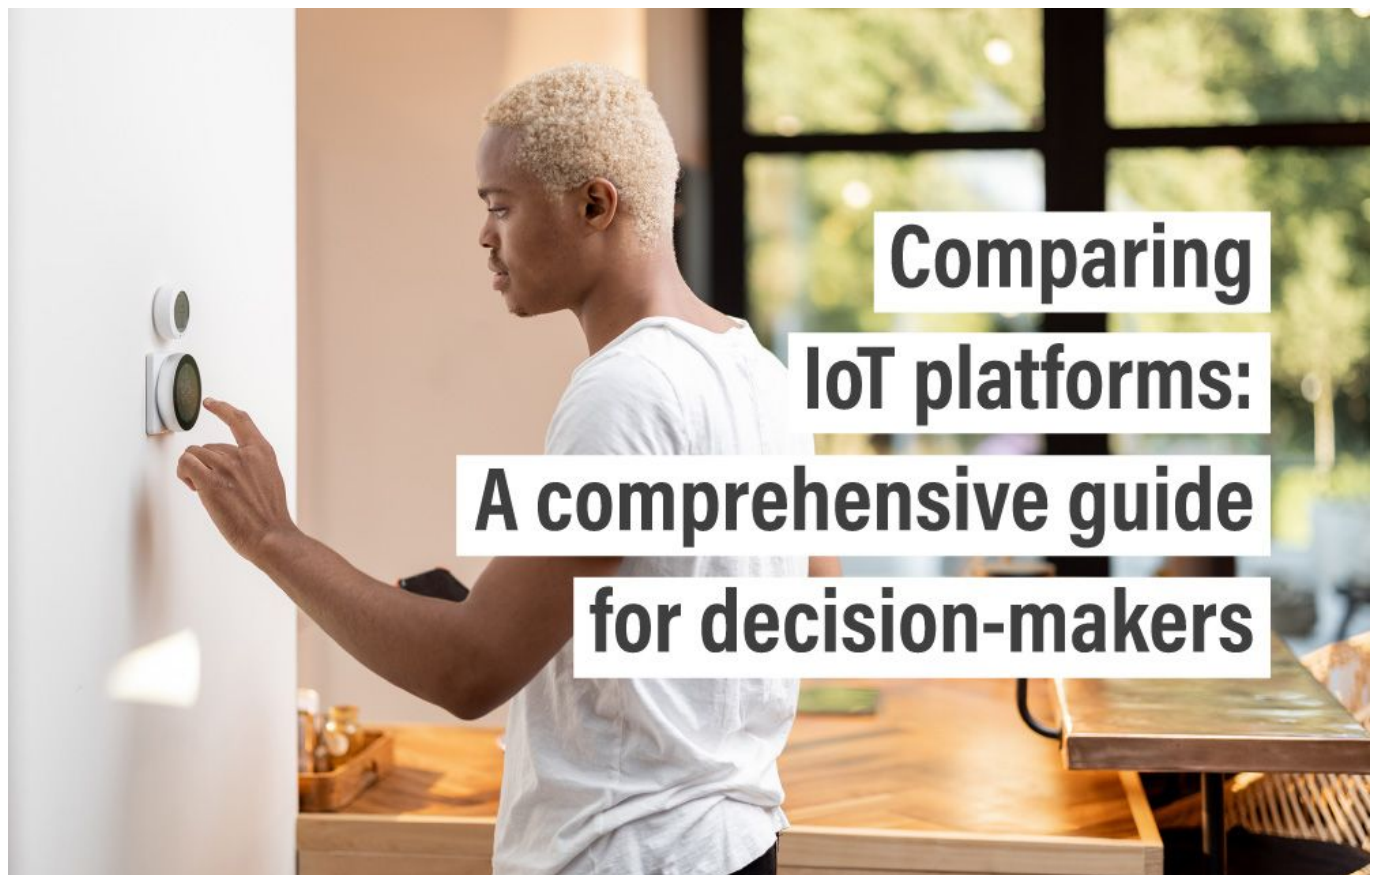 Comparing
IoT platforms:
A comprehensive guide
for decision-makers